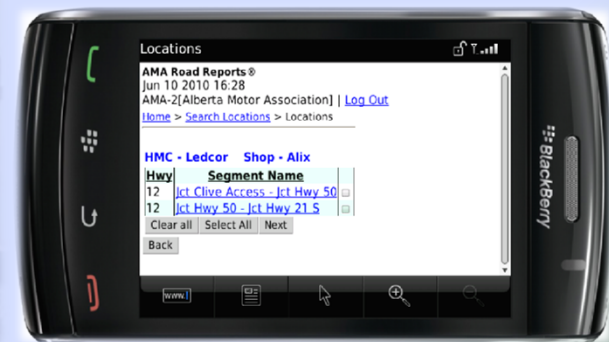 Locations
AMA Road Reports®
Jun 10 2010 16:28
AMA-2[Alberta Motor Association] | Log Out
Home > Search Locations > Locations
HMC - Ledcor Shop - Alix
Hwy Segment Name
12 Jct Clive Access - Jct Hwy 50
12 Jct Hwy 50 - Jct Hwy 21 S
Clear all Select All Next
Back
www.
BlackBerry